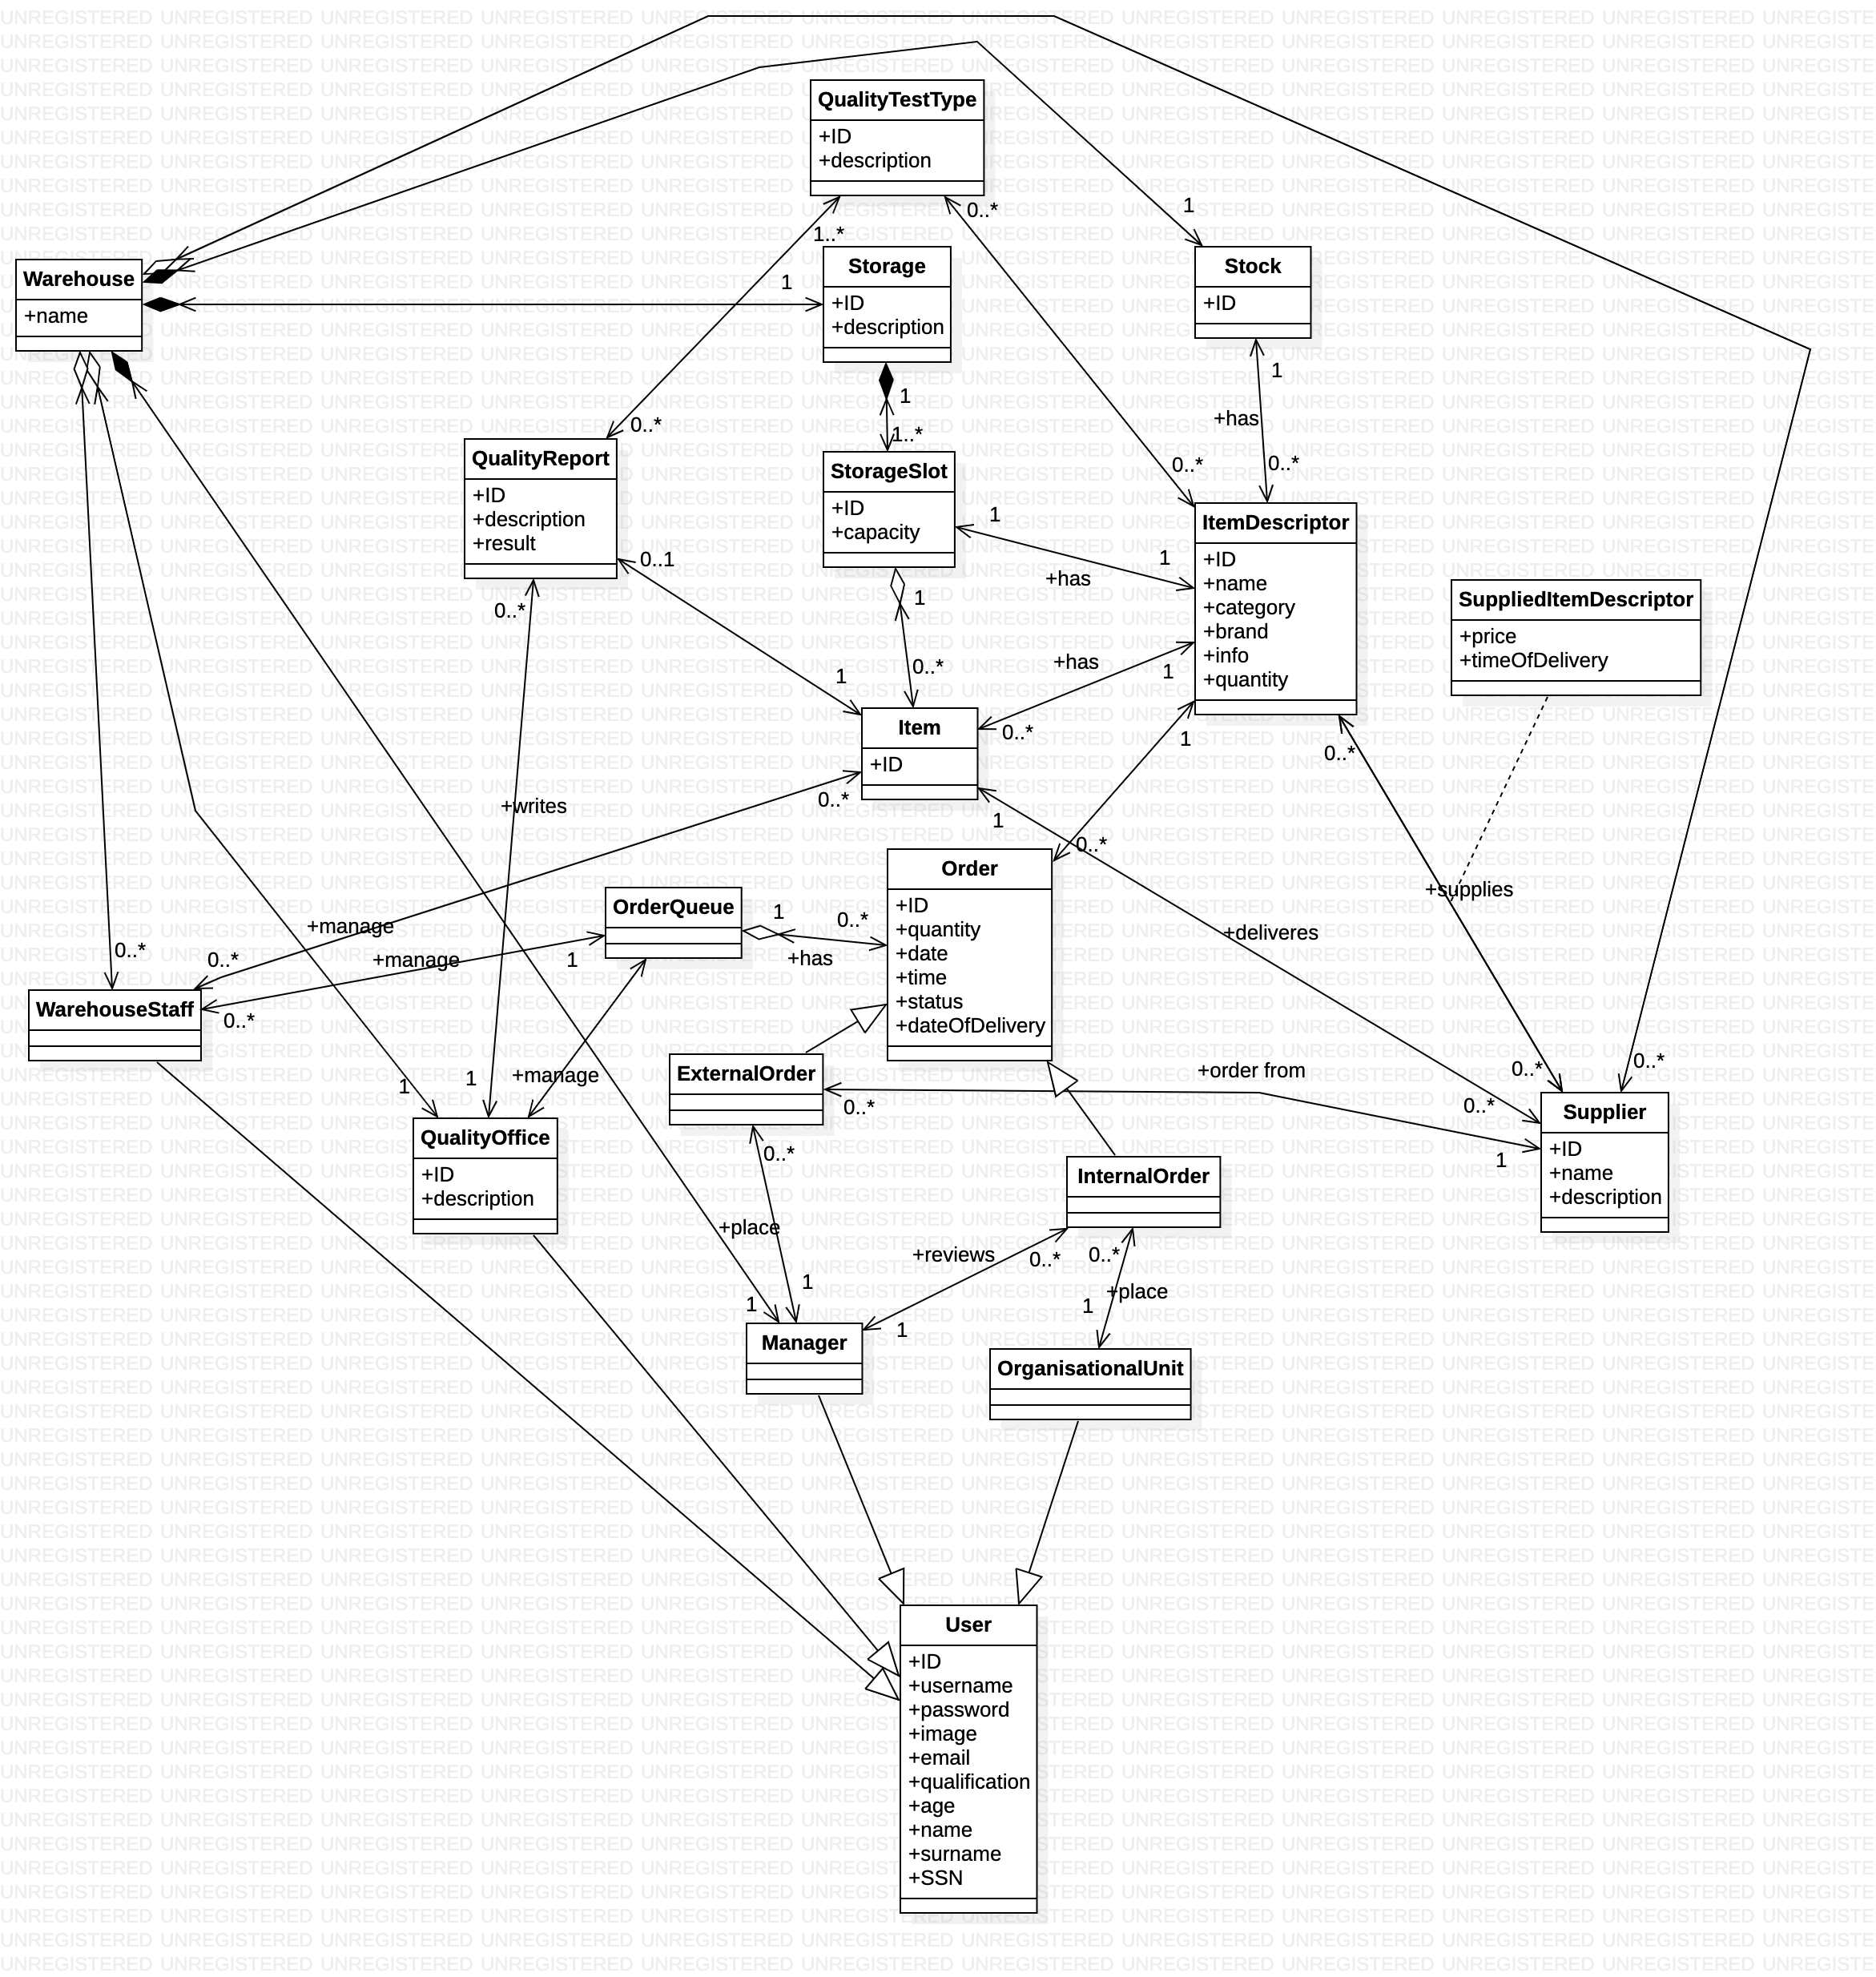 QualityTestType
+ID
+description
0..*
1..*
1
Warehouse
+name
Storage
+ID
+description
1
Stock
+ID
1
+has
0..*
1
1..*
0..*
0..*
QualityReport
+ID
+description
+result
0..1
0..*
StorageSlot
+ID
+capacity
1
1
+has
1
0..*
ItemDescriptor
+ID
+name
+category
+brand
+info
+quantity
SuppliedItemDescriptor
+price
+timeOfDelivery
+has
1
0..*
1
Item
+ID
0..*
1
1
0..*
0..*
+writes
+supplies
+deliveres
Order
+ID
+quantity
+date
+time
+status
+dateOfDelivery
OrderQueue
1
0..*
+has
+manage
+manage
1
0..*
0..*
0..*
WarehouseStaff
1
1
+manage
QualityOffice
+ID
+description
ExternalOrder
0..*
0..*
+order from
0..*
0..*
0..*
1
Supplier
+ID
+name
+description
InternalOrder
+place
+reviews
0..*
0..*
+place
1
1
1
1
Manager
OrganisationalUnit
User
+ID
+username
+password
+image
+email
+qualification
+age
+name
+surname
+SSN
UNREGISTERED